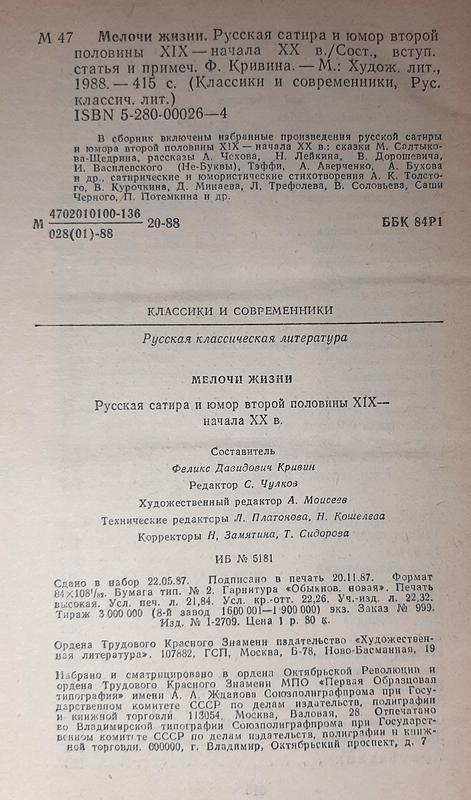 М 47 Мелочи жизни. Русская сатира и юмор второй
половины XIX — начала XX в./Сост., вступ.
статья и примеч. Ф. Кривина. — М.: Худож. лит.,
1988. — 415 с. (Классики и современники, Рус.
классич. лит.)
ISBN 5-280-00026—4
В сборник включены избранные произведения русской сатиры
и юмора второй половины XIX — начала XX в.: сказки М. Салтыко-
ва-Щедрина, рассказы А. Чехова, Н. Лейкина, В. Дорошевича,
И. Василевского (Не-Буквы), Тэффи, А. Аверченко, А. Бухова
и др., сатирические и юмористические стихотворения А. К. Толсто-
го, В. Курочкина, Д. Минаева, Л. Трефолева, В. Соловьева, Саши
Черного, П. Потемкина и др.
М 4702010100-136 20-88
028(01)-88
ББК 84Р1
КЛАССИКИ И СОВРЕМЕННИКИ
Русская классическая литература
МЕЛОЧИ ЖИЗНИ
Русская сатира и юмор второй половины XIX—
начала XX в.
Составитель
Феликс Давидович Кривин
Редактор С. Чулков
Художественный редактор А. Моисеев
Технические редакторы Л. Платонова, Н. Кошелева
Корректоры Н, Замятина, Т. Сидорова
ИБ № 5181
Сдано в набор 22.05.87. Подписано в печать 20.11.87. Формат
84×108¹/₃₂. Бумага тип. № 2. Гарнитура «Обыкнов. новая». Печать
высокая. Усл. печ. л. 21,84. Усл. кр.-отт. 22,26. Уч.-изд. л. 22,32.
Тираж 3 000 000 (8-й завод 1600 001—1 900 000) экз. Заказ № 999.
Изд. № 1-2709. Цена 1 р. 80 к.
Ордена Трудового Красного Знамени издательство «Художествен-
ная литература». 107882, ГСП, Москва, Б-78, Ново-Басманная, 19
Набрано и сматрицировано в ордена Октябрьской Революции и
ордена Трудового Красного Знамени МПО «Первая Образцовая
типография» имени А. А. Жданова Союзполиграфпрома при Госу-
дарственном комитете СССР по делам издательств, полиграфии
и книжной торговли. 113054, Москва, Валовая, 28 Отпечатано
во Владимирской типографии Союзполиграфпрома при Государст-
венном комитете СССР по делам издательств, полиграфии и книж-
ной торговли. 600000, г. Владимир, Октябрьский проспект, д. 7